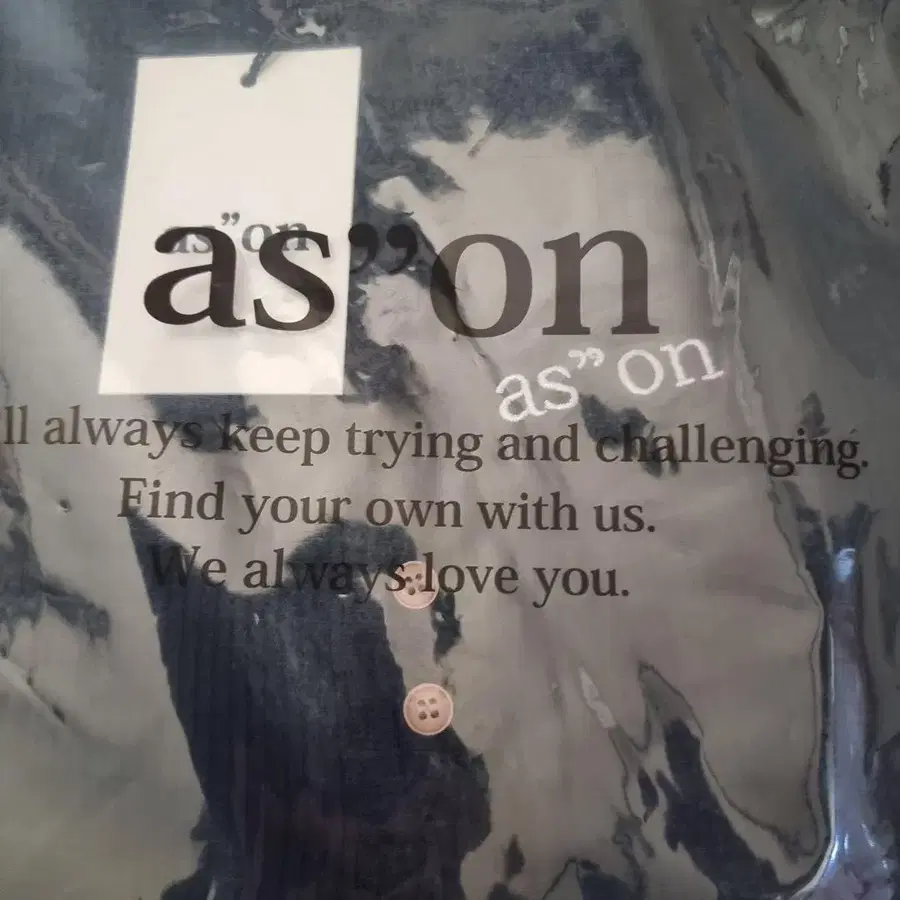 as”on
as”on
as”on
ll always keep trying and challenging.
Find your own with us.
We always love you.